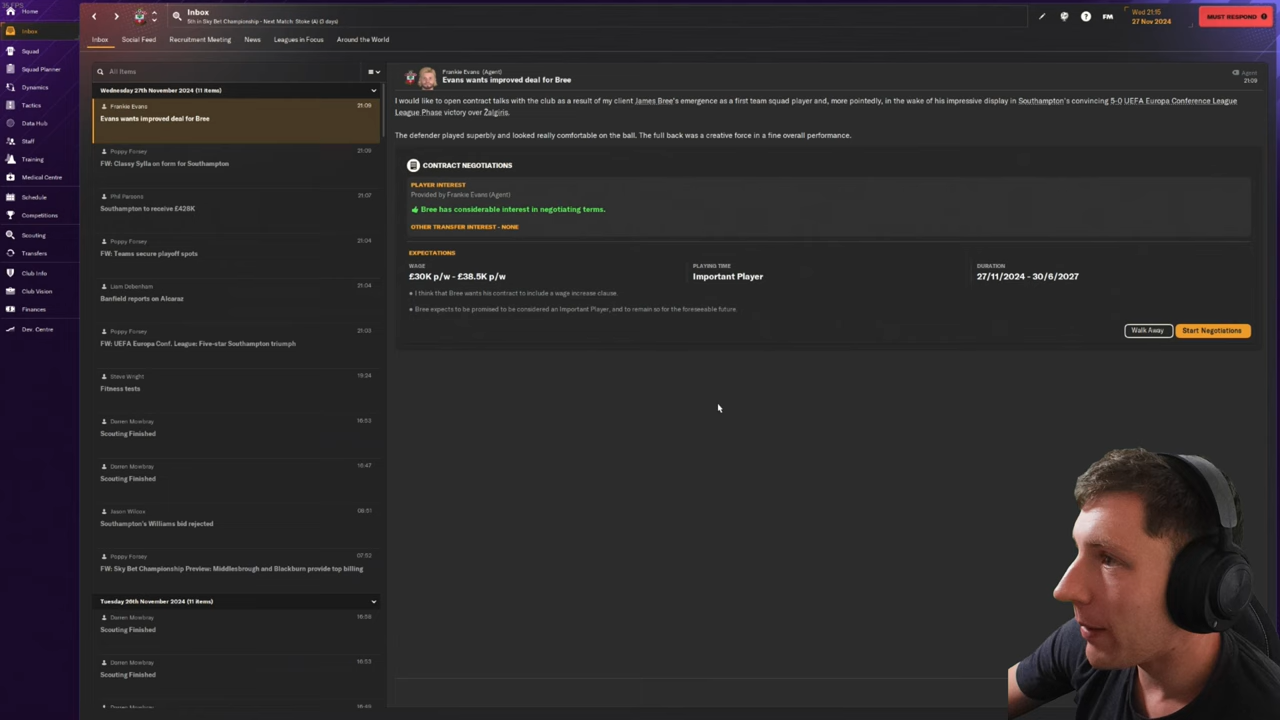 Home
Inbox
Squad
Squad Planner
Dynamics
Tactics
Data Hub
Staff
Training
Medical Centre
Schedule
Competitions
Scouting
Transfers
Club Info
Club Vision
Finances
Dev. Centre
Inbox
5th in Sky Bet Championship - Next Match: Stoke (A) (3 days)
FM
Wed 21:15
27 Nov 2024
MUST RESPOND
Inbox
Social Feed
Recruitment Meeting
News
Leagues in Focus
Around the World
All Items
Wednesday 27th November 2024 (11 items)
Frankie Evans 21:09
Evans wants improved deal for Bree
Poppy Forsey 21:09
FW: Classy Sylla on form for Southampton
Phil Parsons 21:07
Southampton to receive £428K
Poppy Forsey 21:04
FW: Teams secure playoff spots
Liam Debenham 21:04
Banfield reports on Alcaraz
Poppy Forsey 21:03
FW: UEFA Europa Conf. League: Five-star Southampton triumph
Steve Wright 19:24
Fitness tests
Darren Mowbray 16:53
Scouting Finished
Darren Mowbray 15:47
Scouting Finished
Jason Wilcox 08:51
Southampton's Williams bid rejected
Poppy Forsey 07:52
FW: Sky Bet Championship Preview: Middlesbrough and Blackburn provide top billing
Tuesday 26th November 2024 (11 items)
Darren Mowbray 16:58
Scouting Finished
Darren Mowbray 16:53
Scouting Finished
Darren Mowbray
Frankie Evans (Agent)
Evans wants improved deal for Bree
Agent
21:09
I would like to open contract talks with the club as a result of my client James Bree's emergence as a first team squad player and, more pointedly, in the wake of his impressive display in Southampton's convincing 5-0 UEFA Europa Conference League
League Phase victory over Žalgiris.
The defender played superbly and looked really comfortable on the ball. The full back was a creative force in a fine overall performance.
CONTRACT NEGOTIATIONS
PLAYER INTEREST
Provided by Frankie Evans (Agent)
Bree has considerable interest in negotiating terms.
OTHER TRANSFER INTEREST - NONE
EXPECTATIONS
WAGE
£30K p/w - £38.5K p/w
PLAYING TIME
Important Player
DURATION
27/11/2024 - 30/6/2027
• I think that Bree wants his contract to include a wage increase clause.
• Bree expects to be promised to be considered an Important Player, and to remain so for the foreseeable future.
Walk Away
Start Negotiations